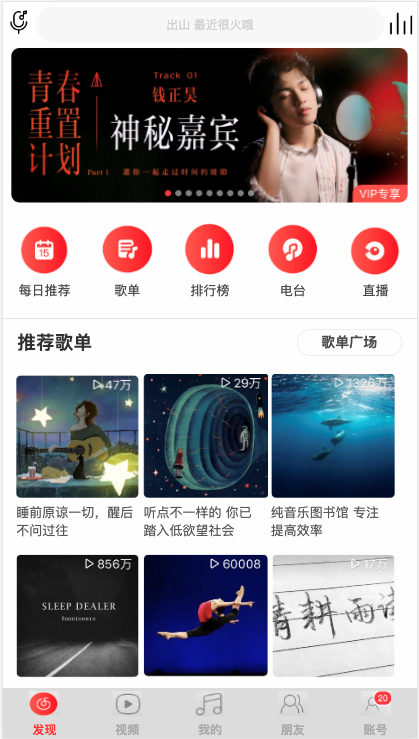 出山 最近很火哦
青春
重置
计划
Track 01
钱正昊
神秘嘉宾
Part 1 邀你一起走过时间的缝隙
VIP专享
15
每日推荐
歌单
排行榜
电台
直播
推荐歌单
歌单广场
47万
29万
1326万
睡前原谅一切，醒后
不问过往
听点不一样的 你已
踏入低欲望社会
纯音乐图书馆 专注
提高效率
856万
60008
17万
SLEEP DEALER
Imminence
晴耕雨读
发现
视频
我的
朋友
账号
20